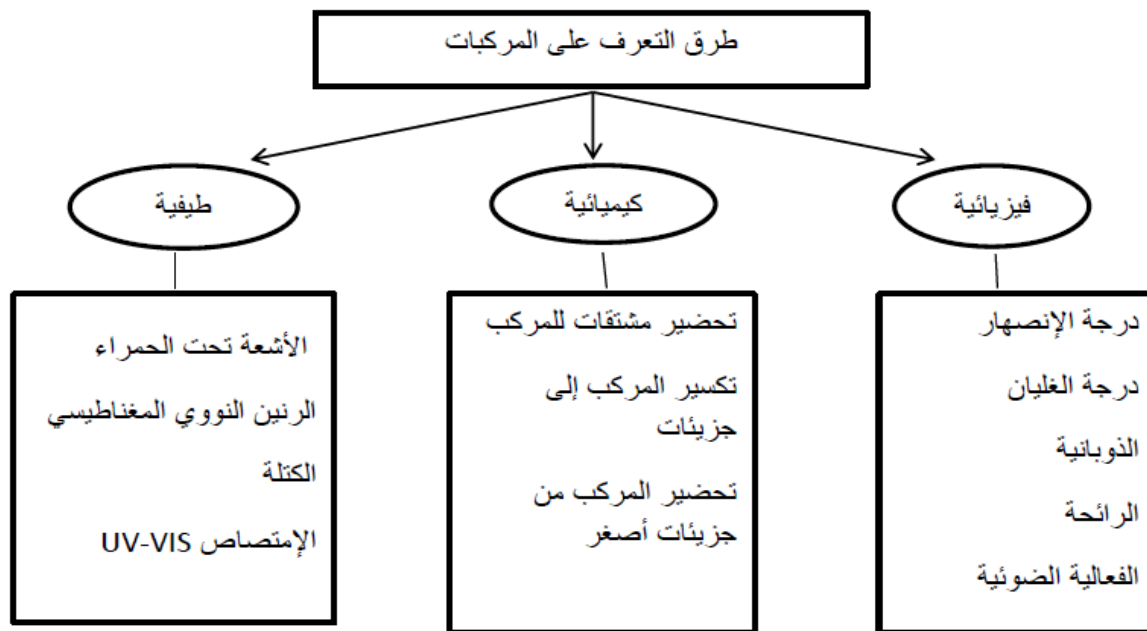 طرق التعرف على المركبات
فيزيائية
كيميائية
طيفية
درجة الإنصهار
درجة الغليان
الذوبانية
الرائحة
الفعالية الضوئية
تحضير مشتقات للمركب
تكسير المركب إلى
جزيئات
تحضير المركب من
جزيئات أصغر
الأشعة تحت الحمراء
الرنين النووي المغناطيسي
الكتلة
الإمتصاص UV-VIS